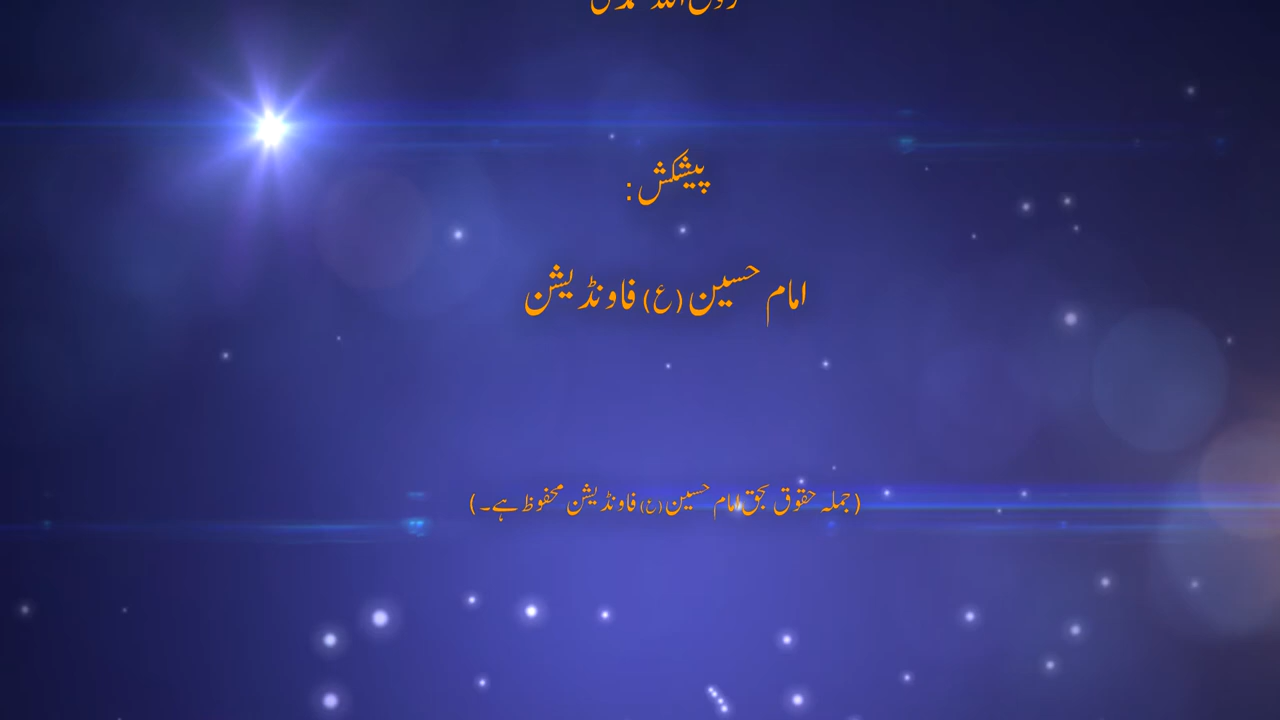 پیشکش :
امام حسین (ع) فاونڈیشن
(جملہ حقوق بحق امام حسین (ع) فاونڈیشن محفوظ ہے۔)